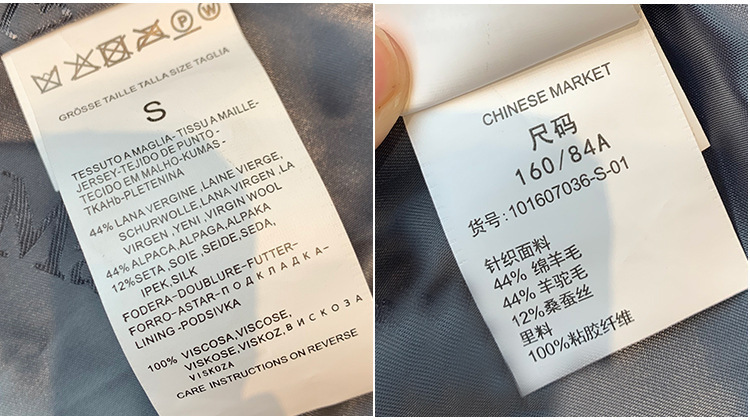 GRÖSSE TAILLE TALLA SIZE TAGLIA
S
TESSUTO A MAGLIA-TISSU A MAILLE-
JERSEY-TEJIDO DE PUNTO-
TECIDO EM MALHO-KUMAS-
TKAHb-PLETENINA
44% LANA VERGINE,LAINE VIERGE,
SCHURWOLLE,LANA VIRGEN,LA
VIRGEN,YENI,VIRGIN WOOL
44% ALPACA,ALPAGA,ALPAKA
12%SETA,SOIE,SEIDE,SEDA,
IPEK,SILK
FODERA-DOUBLURE-FUTTER-
FORRO-ASTAR-ПОДКЛАДКА-
LINING-PODSIVKA
100% VISCOSA,VISCOSE,
VISKOSE,VISKOZ,ВИСКОЗА
VISKOZA
CARE INSTRUCTIONS ON REVERSE
CHINESE MARKET
尺码
160/84A
货号:101607036-S-01
针织面料
44% 绵羊毛
44% 羊驼毛
12%桑蚕丝
里料
100%粘胶纤维